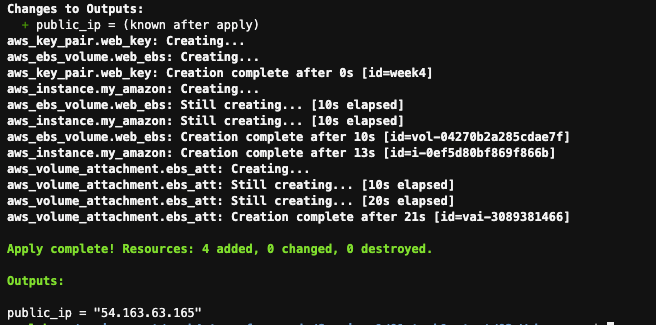 Changes to Outputs:
+ public_ip = (known after apply)
aws_key_pair.web_key: Creating...
aws_ebs_volume.web_ebs: Creating...
aws_key_pair.web_key: Creation complete after 0s [id=week4]
aws_instance.my_amazon: Creating...
aws_ebs_volume.web_ebs: Still creating... [10s elapsed]
aws_instance.my_amazon: Still creating... [10s elapsed]
aws_ebs_volume.web_ebs: Creation complete after 10s [id=vol-04270b2a285cdae7f]
aws_instance.my_amazon: Creation complete after 13s [id=i-0ef5d80bf869f866b]
aws_volume_attachment.ebs_att: Creating...
aws_volume_attachment.ebs_att: Still creating... [10s elapsed]
aws_volume_attachment.ebs_att: Still creating... [20s elapsed]
aws_volume_attachment.ebs_att: Creation complete after 21s [id=vai-3089381466]
Apply complete! Resources: 4 added, 0 changed, 0 destroyed.
Outputs:
public_ip = "54.163.63.165"